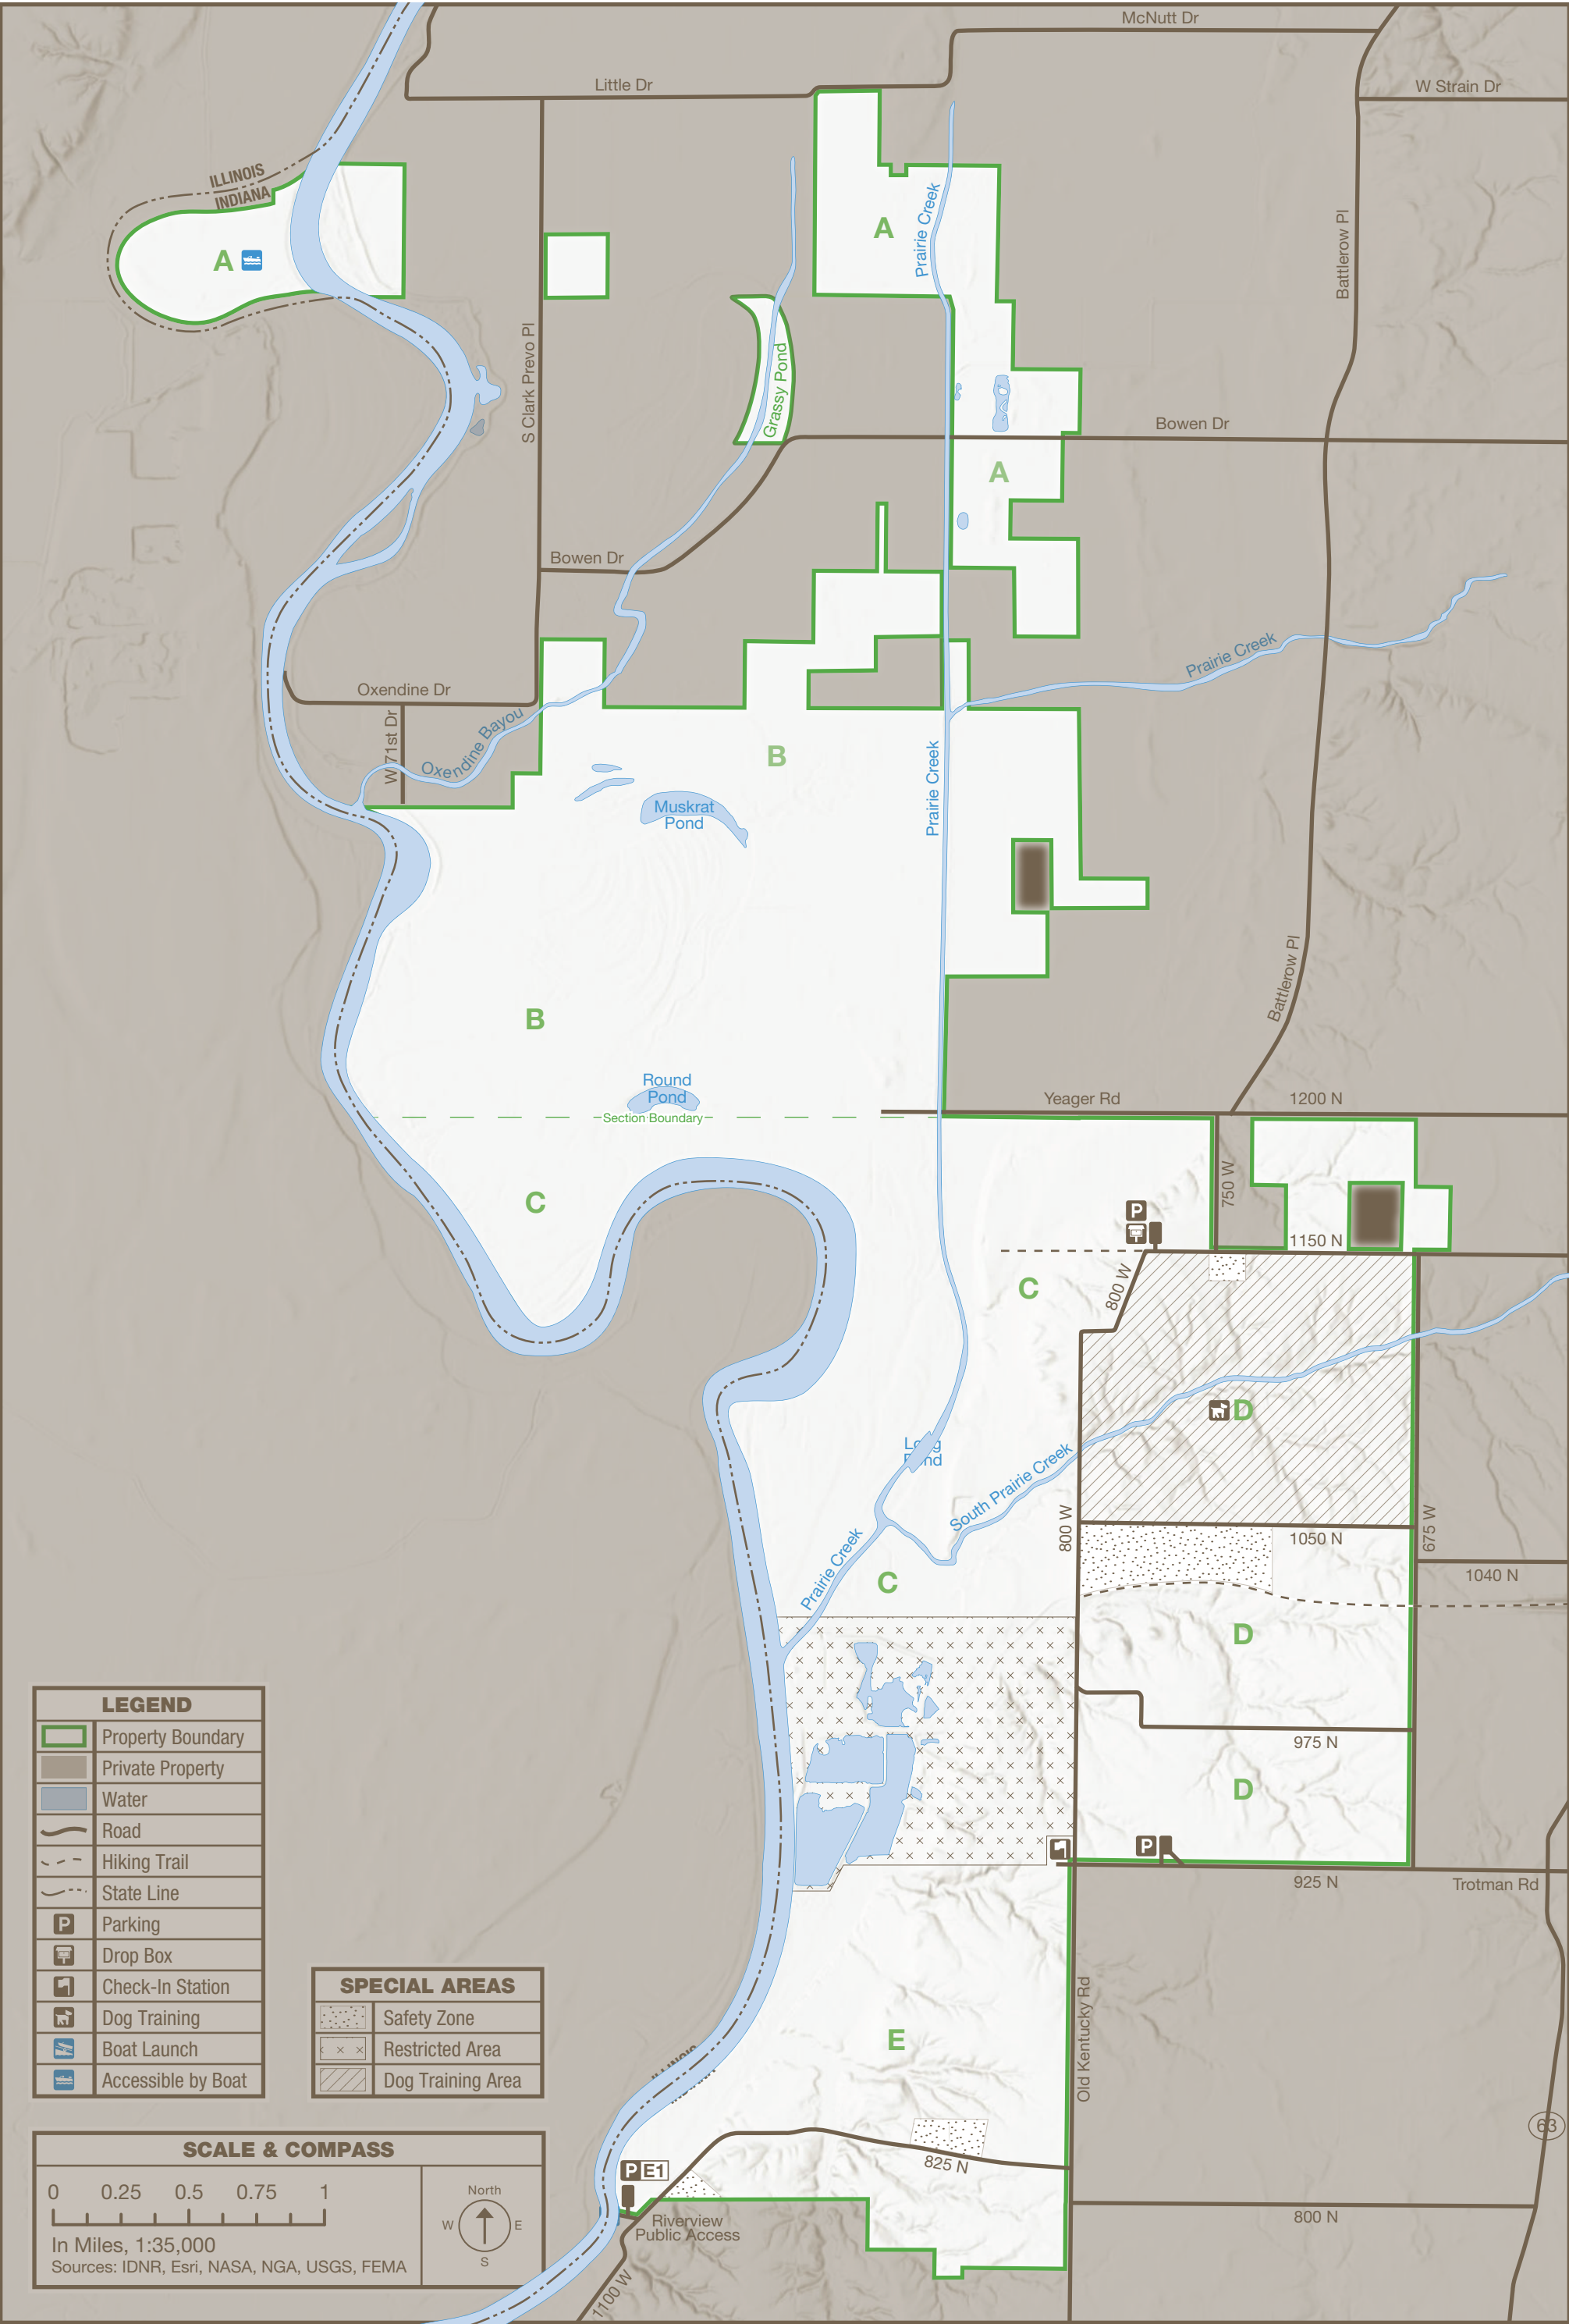 McNutt Dr
Little Dr
W Strain Dr
ILLINOIS
INDIANA
A
A
Prairie Creek
Battlerow Pl
S Clark Prevo Pl
Grassy Pond
Bowen Dr
A
Bowen Dr
Prairie Creek
Oxendine Dr
W 71st Dr
Oxendine Bayou
B
Prairie Creek
Muskrat
Pond
Battlerow Pl
B
Round
Pond
Section Boundary
Yeager Rd
1200 N
750 W
C
P
1150 N
800 W
C
D
Long
Pond
South Prairie Creek
800 W
1050 N
675 W
1040 N
Prairie Creek
C
D
975 N
D
P
925 N
Trotman Rd
Old Kentucky Rd
E
ILLINOIS
63
825 N
P E1
Riverview
Public Access
800 N
1100 W
LEGEND
Property Boundary
Private Property
Water
Road
Hiking Trail
State Line
P Parking
Drop Box
Check-In Station
Dog Training
Boat Launch
Accessible by Boat
SPECIAL AREAS
Safety Zone
Restricted Area
Dog Training Area
SCALE & COMPASS
0 0.25 0.5 0.75 1
In Miles, 1:35,000
Sources: IDNR, Esri, NASA, NGA, USGS, FEMA
North
W E
S